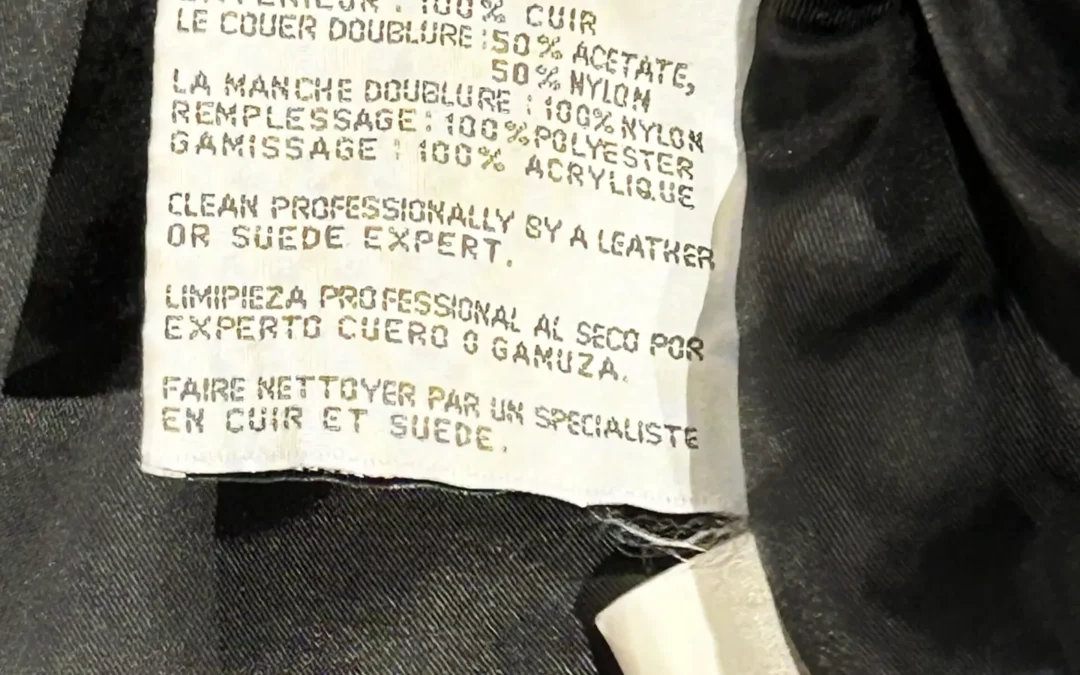 : 100% CUIR
LE COUER DOUBLURE : 50% ACETATE,
50% NYLON
LA MANCHE DOUBLURE : 100% NYLON
REMPLESSAGE : 100% POLYESTER
GAMISSAGE : 100% ACRYLIQUE
CLEAN PROFESSIONALLY BY A LEATHER
OR SUEDE EXPERT.
LIMIPIEZA PROFESSIONAL AL SECO POR
EXPERTO CUERO O GAMUZA.
FAIRE NETTOYER PAR UN SPECIALISTE
EN CUIR ET SUEDE.